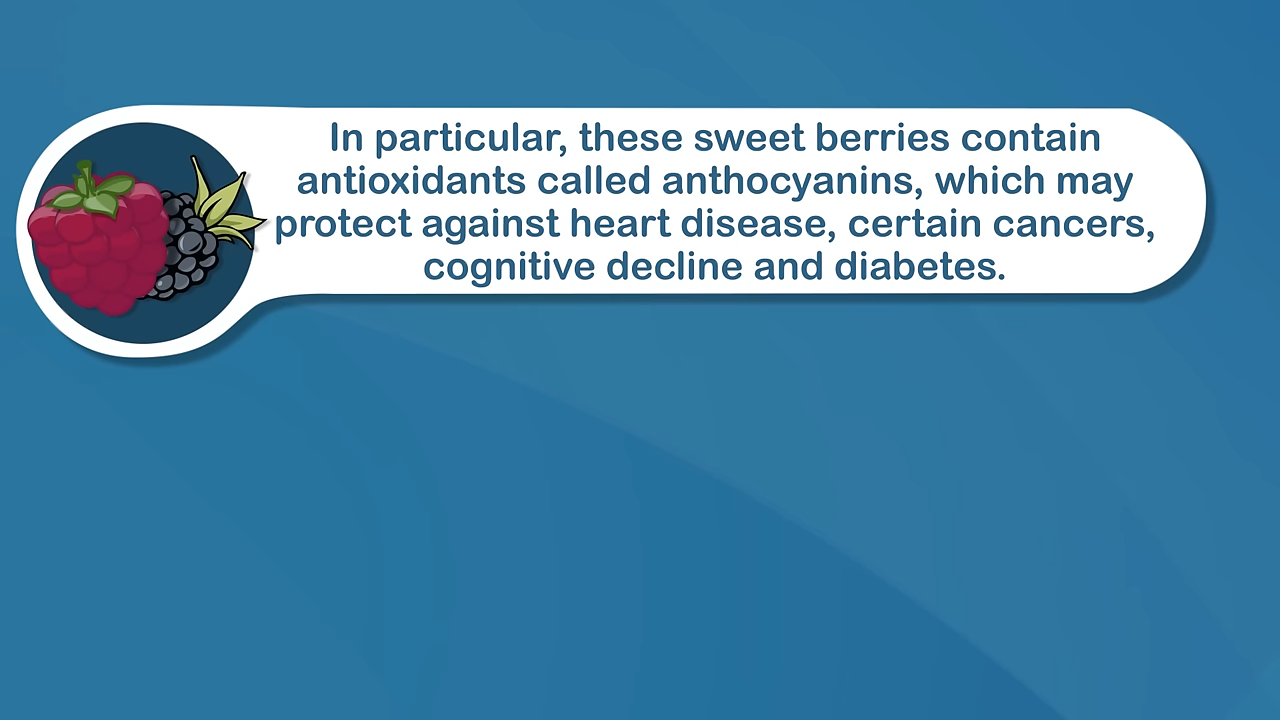 In particular, these sweet berries contain
antioxidants called anthocyanins, which may
protect against heart disease, certain cancers,
cognitive decline and diabetes.